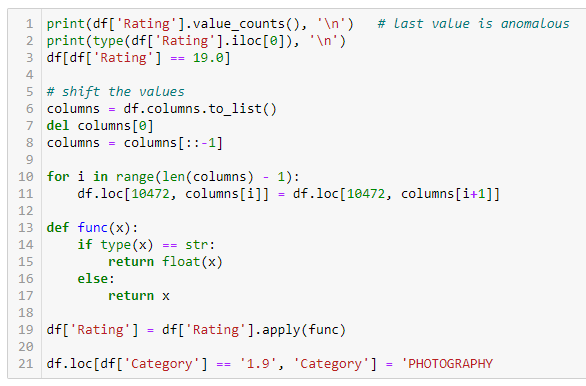 1 print(df['Rating'].value_counts(), '\n')   # last value is anomalous
2 print(type(df['Rating'].iloc[0]), '\n')
3 df[df['Rating'] == 19.0]
4
5 # shift the values
6 columns = df.columns.to_list()
7 del columns[0]
8 columns = columns[::-1]
9
10 for i in range(len(columns) - 1):
11     df.loc[10472, columns[i]] = df.loc[10472, columns[i+1]]
12
13 def func(x):
14     if type(x) == str:
15         return float(x)
16     else:
17         return x
18
19 df['Rating'] = df['Rating'].apply(func)
20
21 df.loc[df['Category'] == '1.9', 'Category'] = 'PHOTOGRAPHY